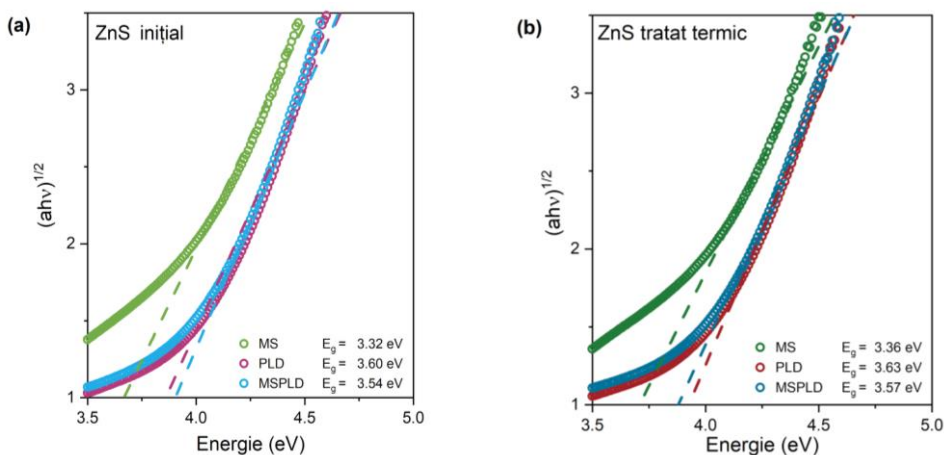 (a)
ZnS inițial
(ahν)^1/2
3
2
1
MS E_g = 3.32 eV
PLD E_g = 3.60 eV
MSPLD E_g = 3.54 eV
3.5 4.0 4.5 5.0
Energie (eV)
(b)
ZnS tratat termic
(ahν)^1/2
3
2
1
MS E_g = 3.36 eV
PLD E_g = 3.63 eV
MSPLD E_g = 3.57 eV
3.5 4.0 4.5 5.0
Energie (eV)